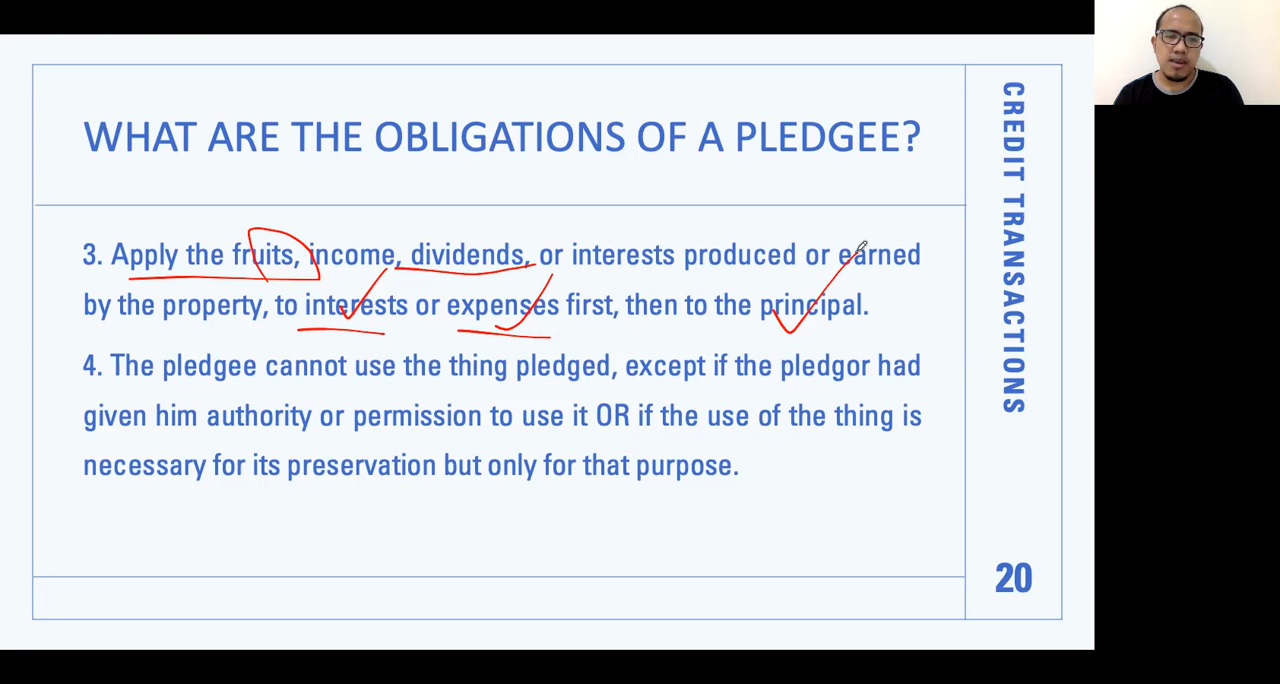 WHAT ARE THE OBLIGATIONS OF A PLEDGEE?
3. Apply the fruits, income, dividends, or interests produced or earned
by the property, to interests or expenses first, then to the principal.
4. The pledgee cannot use the thing pledged, except if the pledgor had
given him authority or permission to use it OR if the use of the thing is
necessary for its preservation but only for that purpose.
CREDIT TRANSACTIONS
20